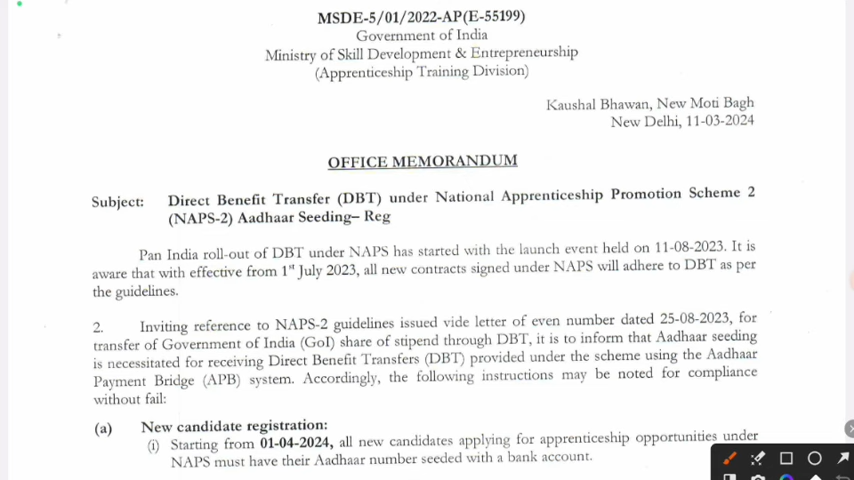 MSDE-5/01/2022-AP(E-55199)
Government of India
Ministry of Skill Development & Entrepreneurship
(Apprenticeship Training Division)
Kaushal Bhawan, New Moti Bagh
New Delhi, 11-03-2024
OFFICE MEMORANDUM
Subject: Direct Benefit Transfer (DBT) under National Apprenticeship Promotion Scheme 2
(NAPS-2) Aadhaar Seeding– Reg
Pan India roll-out of DBT under NAPS has started with the launch event held on 11-08-2023. It is
aware that with effective from 1st July 2023, all new contracts signed under NAPS will adhere to DBT as per
the guidelines.
2. Inviting reference to NAPS-2 guidelines issued vide letter of even number dated 25-08-2023, for
transfer of Government of India (GoI) share of stipend through DBT, it is to inform that Aadhaar seeding
is necessitated for receiving Direct Benefit Transfers (DBT) provided under the scheme using the Aadhaar
Payment Bridge (APB) system. Accordingly, the following instructions may be noted for compliance
without fail:
(a) New candidate registration:
(i) Starting from 01-04-2024, all new candidates applying for apprenticeship opportunities under
NAPS must have their Aadhaar number seeded with a bank account.